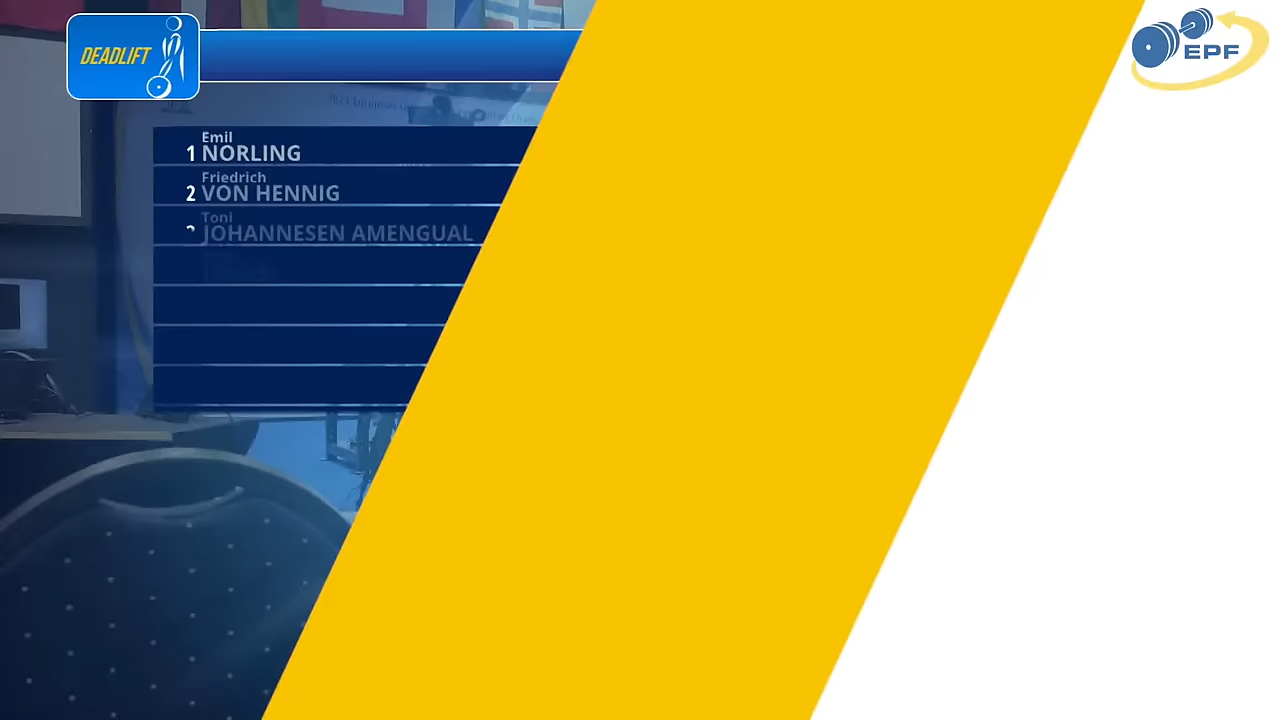 DEADLIFT
EPF
Emil
1 NORLING
Friedrich
2 VON HENNIG
Toni
JOHANNESEN AMENGUAL